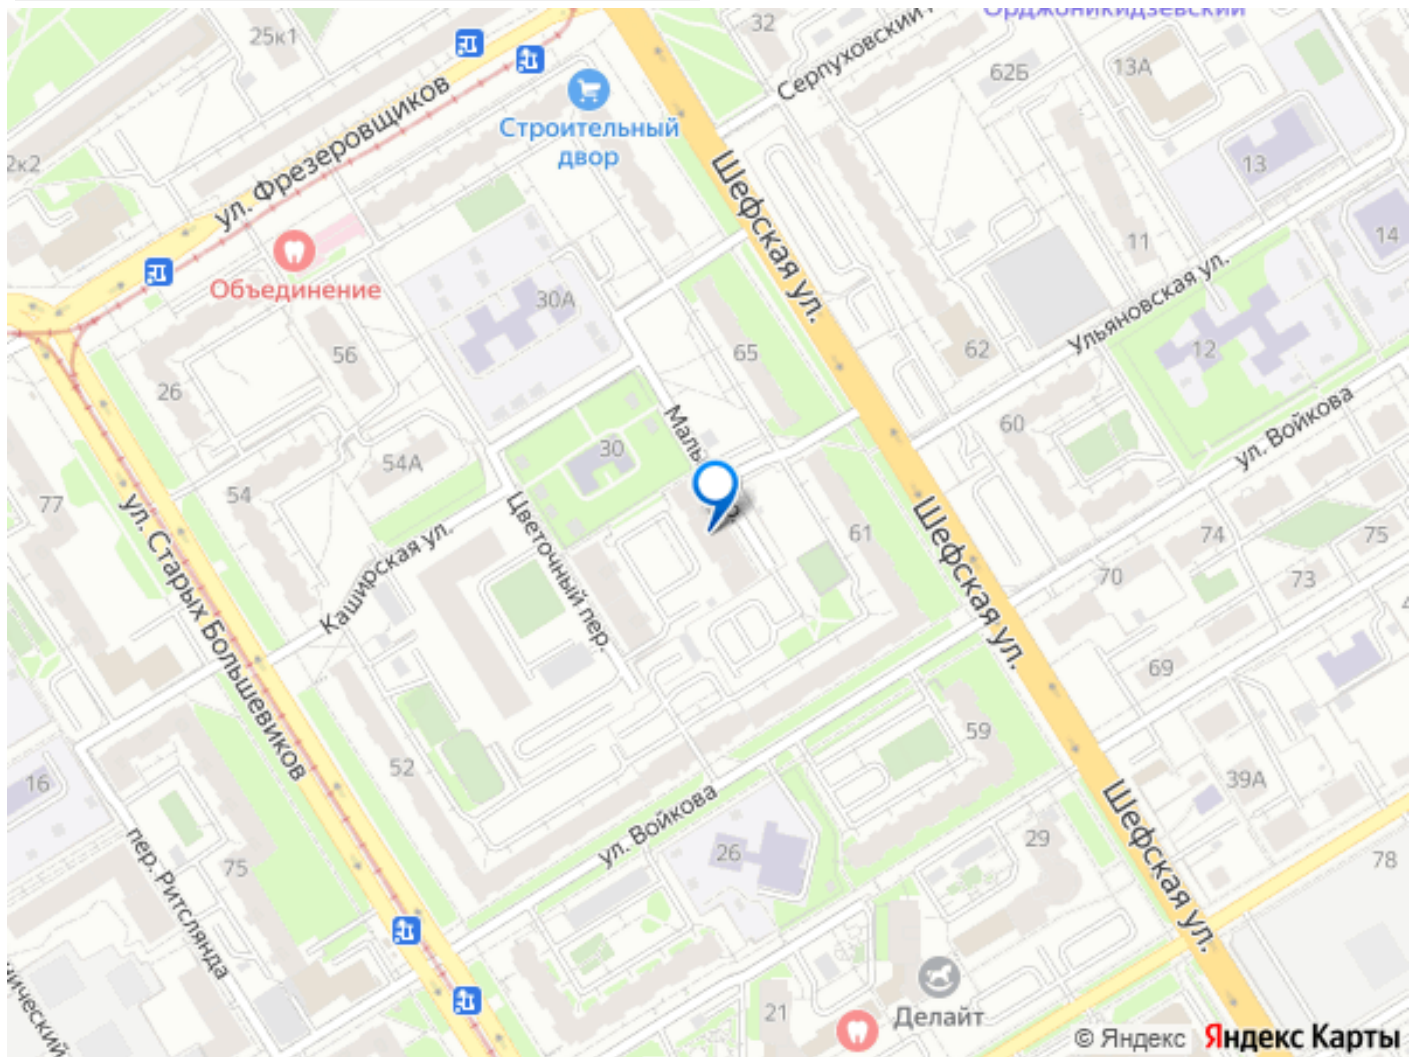 25к1
32
Орджоникидзевский
Серпуховский
62Б
13А
ул. Фрезеровщиков
Строительный
двор
Шефская ул.
13
2к2
11
14
Объединение
30А
Ульяновская ул.
56
65
62
12
26
60
ул. Войкова
30
54А
54
77
Цветочный пер.
Каширская ул.
61
Шефская ул.
74
75
70
73
ул. Старых Большевиков
69
59
52
16
39А
ул. Войкова
26
29
Шефская ул.
78
75
пер. Ритслянда
21
Делайт
© Яндекс Яндекс Карты